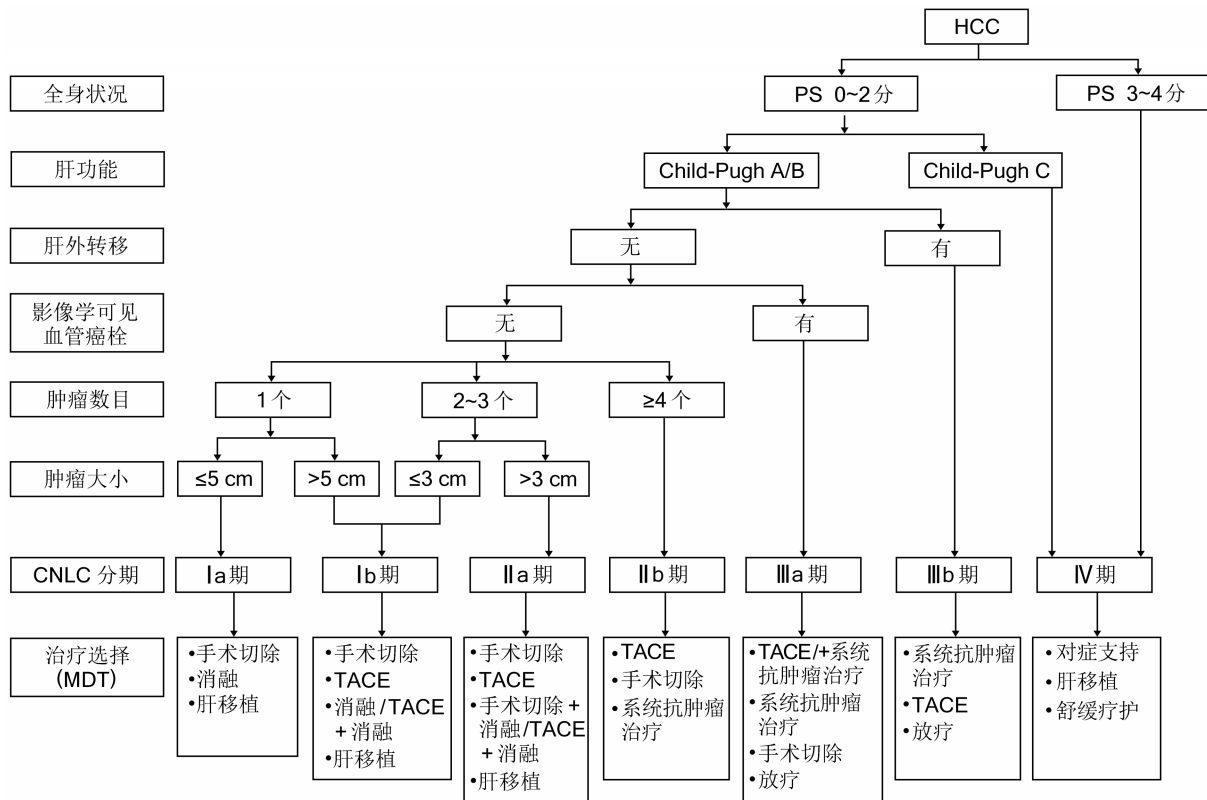 HCC
全身状况
PS 0~2分
PS 3~4分
肝功能
Child-Pugh A/B
Child-Pugh C
肝外转移
无
有
影像学可见
血管癌栓
无
有
肿瘤数目
1个
2~3个
≥4个
肿瘤大小
≤5 cm
>5 cm
≤3 cm
>3 cm
CNLC 分期
Ⅰa期
Ⅰb期
Ⅱa期
Ⅱb期
Ⅲa期
Ⅲb期
Ⅳ期
治疗选择
(MDT)
•手术切除
•消融
•肝移植
•手术切除
•TACE
•消融/TACE
+消融
•肝移植
•手术切除
•TACE
•手术切除+
消融/TACE
+消融
•肝移植
•TACE
•手术切除
•系统抗肿瘤
治疗
•TACE/+系统
抗肿瘤治疗
•系统抗肿瘤
治疗
•手术切除
•放疗
•系统抗肿瘤
治疗
•TACE
•放疗
•对症支持
•肝移植
•舒缓疗护